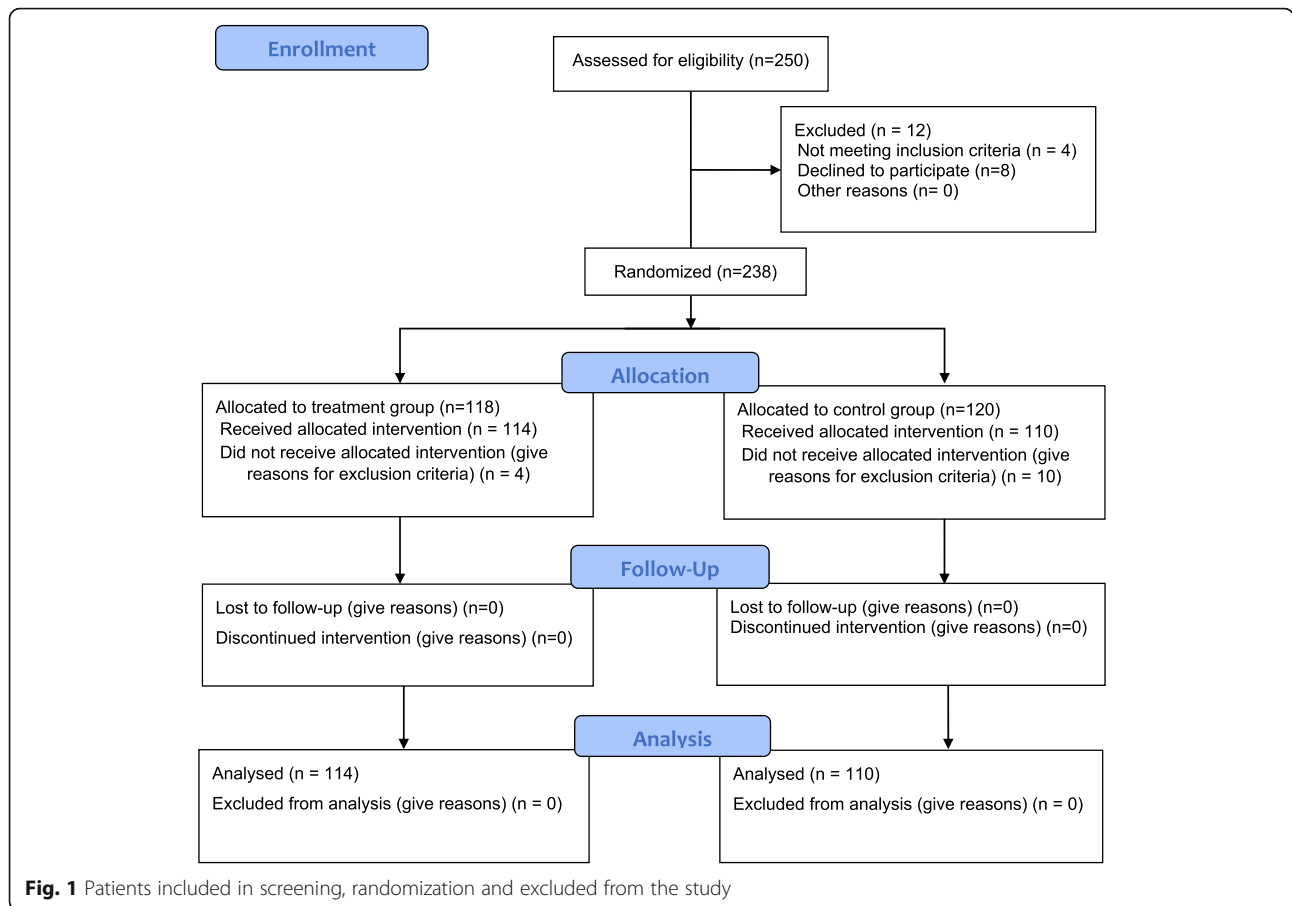 Enrollment
Assessed for eligibility (n=250)
Excluded (n = 12)
Not meeting inclusion criteria (n = 4)
Declined to participate (n=8)
Other reasons (n= 0)
Randomized (n=238)
Allocation
Allocated to treatment group (n=118)
Received allocated intervention (n = 114)
Did not receive allocated intervention (give
reasons for exclusion criteria) (n = 4)
Allocated to control group (n=120)
Received allocated intervention (n = 110)
Did not receive allocated intervention (give
reasons for exclusion criteria) (n = 10)
Follow-Up
Lost to follow-up (give reasons) (n=0)
Discontinued intervention (give reasons) (n=0)
Lost to follow-up (give reasons) (n=0)
Discontinued intervention (give reasons) (n=0)
Analysis
Analysed (n = 114)
Excluded from analysis (give reasons) (n = 0)
Analysed (n = 110)
Excluded from analysis (give reasons) (n = 0)
Fig. 1 Patients included in screening, randomization and excluded from the study